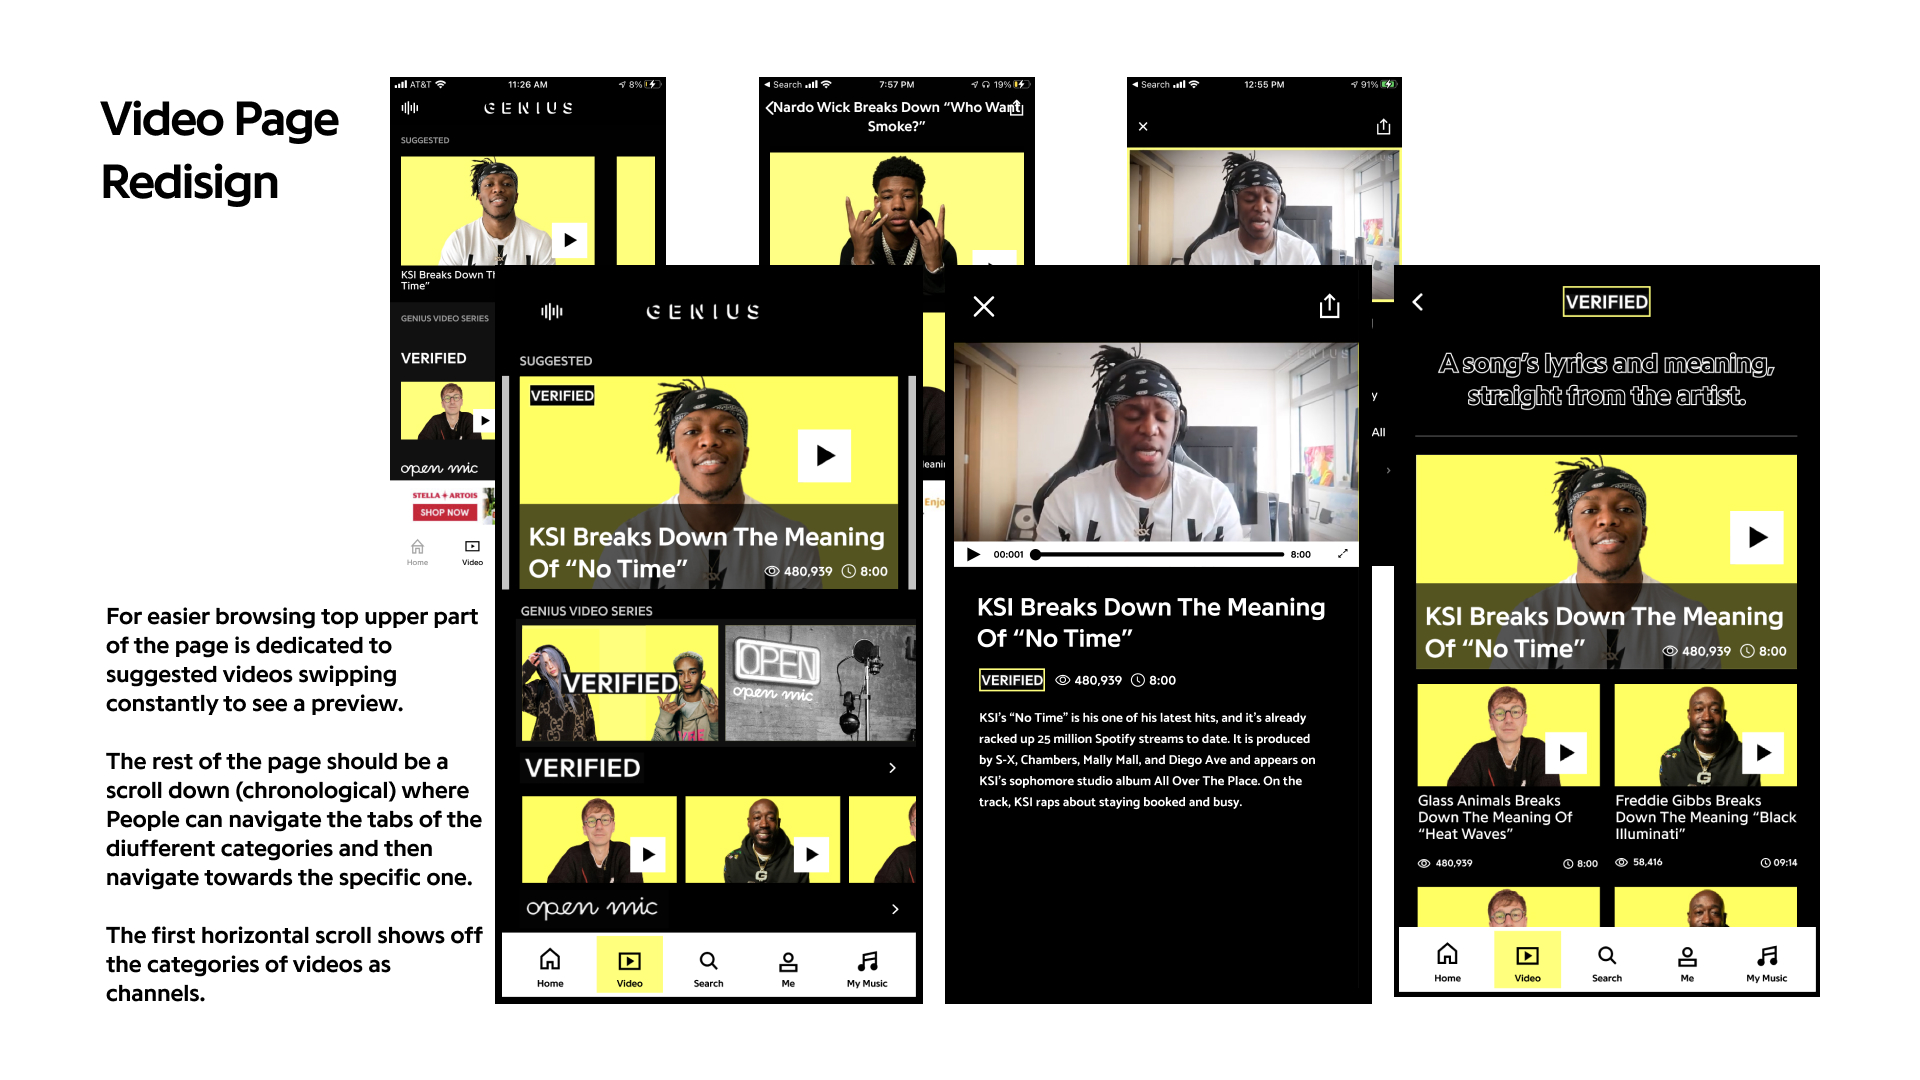 Video Page
Redisign
AT&T
11:26 AM
8%
GENIUS
SUGGESTED
KSI Breaks Down Th
Time”
GENIUS VIDEO SERIES
VERIFIED
open mic
STELLA ARTOIS
SHOP NOW
Home
Video
Search
7:57 PM
19%
Nardo Wick Breaks Down “Who Want
Smoke?”
Enjo
Search
12:55 PM
91%
GENIUS
y
All
For easier browsing top upper part
of the page is dedicated to
suggested videos swipping
constantly to see a preview.
The rest of the page should be a
scroll down (chronological) where
People can navigate the tabs of the
diufferent categories and then
navigate towards the specific one.
The first horizontal scroll shows off
the categories of videos as
channels.
GENIUS
SUGGESTED
VERIFIED
KSI Breaks Down The Meaning
Of “No Time”
480,939 8:00
GENIUS VIDEO SERIES
VERIFIED
OPEN
open mic
VERIFIED
open mic
Home Video Search Me My Music
GENIUS
00:001 8:00
KSI Breaks Down The Meaning
Of “No Time”
VERIFIED 480,939 8:00
KSI’s “No Time” is his one of his latest hits, and it’s already
racked up 25 million Spotify streams to date. It is produced
by S-X, Chambers, Mally Mall, and Diego Ave and appears on
KSI’s sophomore studio album All Over The Place. On the
track, KSI raps about staying booked and busy.
VERIFIED
A song’s lyrics and meaning,
straight from the artist.
KSI Breaks Down The Meaning
Of “No Time”
480,939 8:00
Glass Animals Breaks
Down The Meaning Of
“Heat Waves”
480,939 8:00
Freddie Gibbs Breaks
Down The Meaning “Black
Illuminati”
58,416 09:14
Home Video Search Me My Music